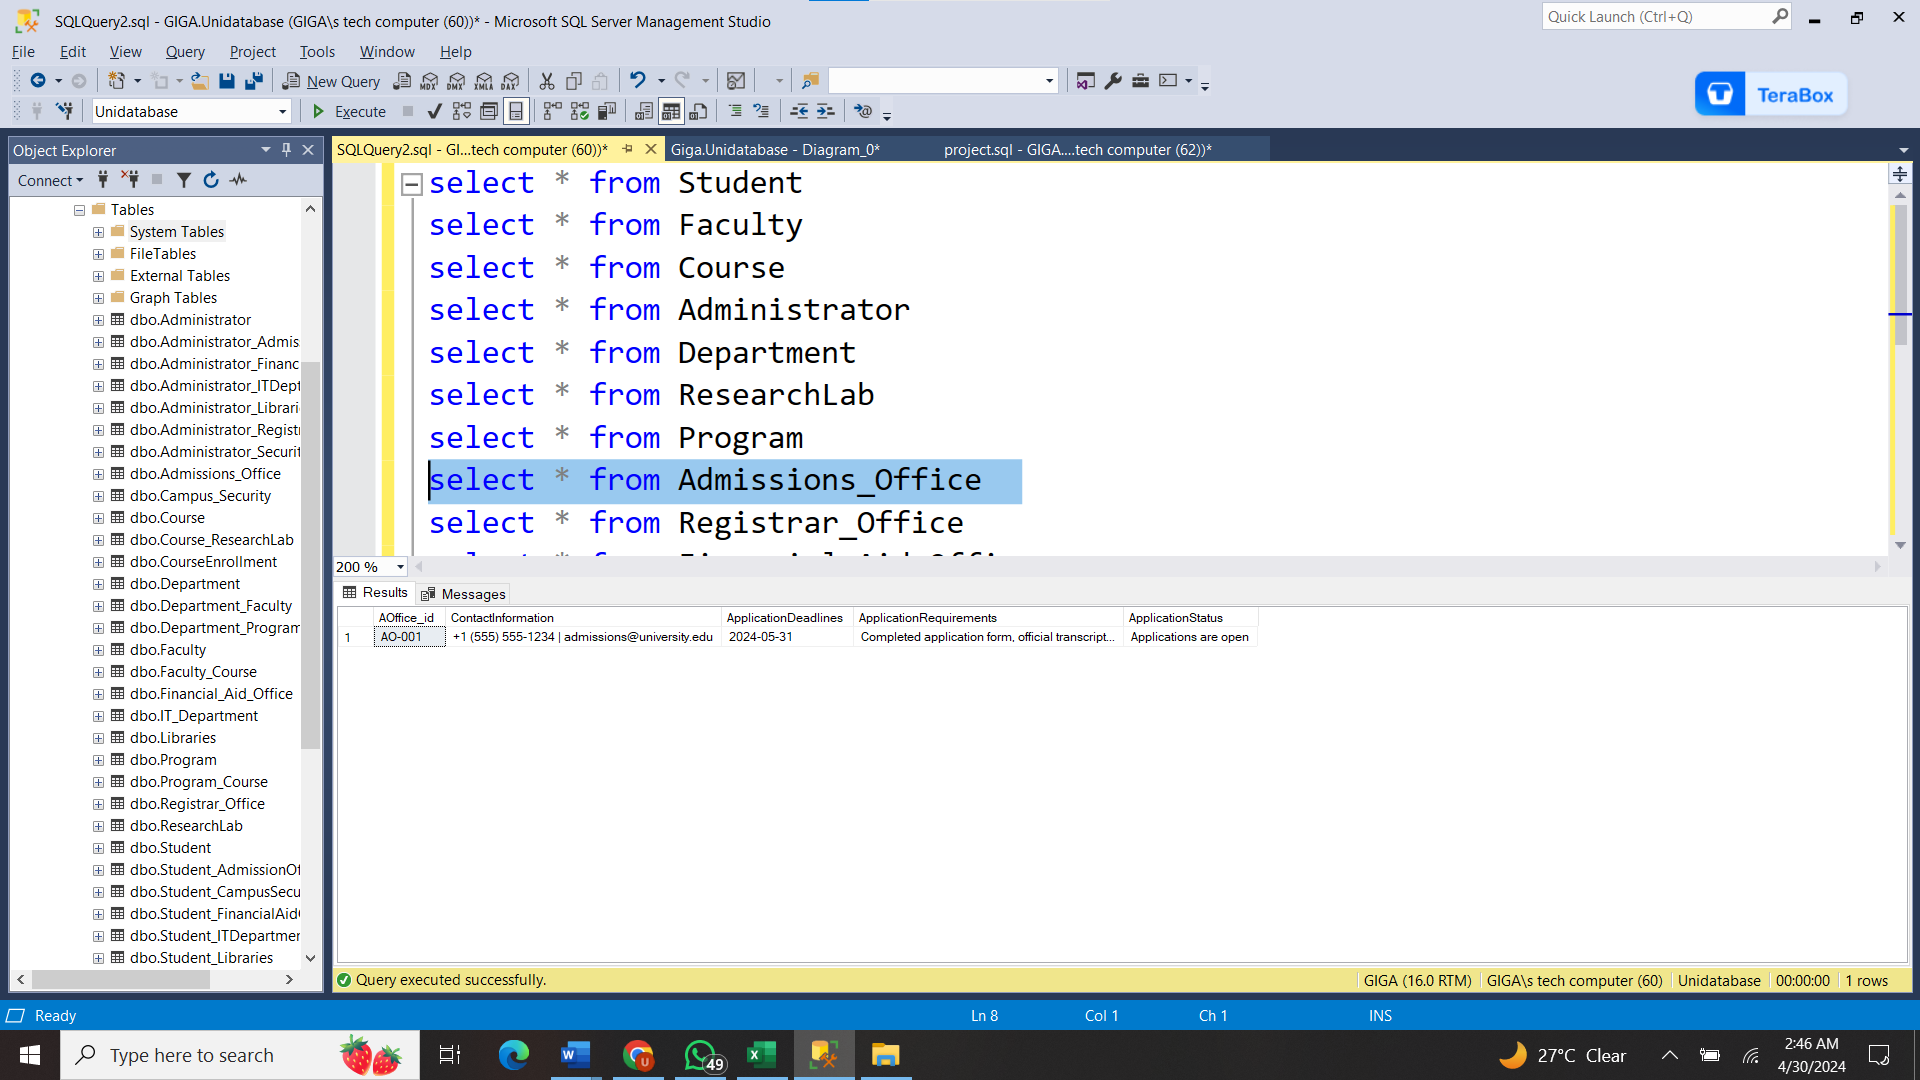 SQLQuery2.sql - GIGA.Unidatabase (GIGA\s tech computer (60))* - Microsoft SQL Server Management Studio
Quick Launch (Ctrl+Q)
File Edit View Query Project Tools Window Help
New Query MDX DMX XMLA DAX
Unidatabase Execute
TeraBox
Object Explorer
Connect
Tables
System Tables
FileTables
External Tables
Graph Tables
dbo.Administrator
dbo.Administrator_Admis
dbo.Administrator_Financ
dbo.Administrator_ITDept
dbo.Administrator_Librari
dbo.Administrator_Registr
dbo.Administrator_Securit
dbo.Admissions_Office
dbo.Campus_Security
dbo.Course
dbo.Course_ResearchLab
dbo.CourseEnrollment
dbo.Department
dbo.Department_Faculty
dbo.Department_Program
dbo.Faculty
dbo.Faculty_Course
dbo.Financial_Aid_Office
dbo.IT_Department
dbo.Libraries
dbo.Program
dbo.Program_Course
dbo.Registrar_Office
dbo.ResearchLab
dbo.Student
dbo.Student_AdmissionOf
dbo.Student_CampusSecu
dbo.Student_FinancialAid
dbo.Student_ITDepartmer
dbo.Student_Libraries
SQLQuery2.sql - GI...tech computer (60))* Giga.Unidatabase - Diagram_0* project.sql - GIGA....tech computer (62))*
select * from Student
select * from Faculty
select * from Course
select * from Administrator
select * from Department
select * from ResearchLab
select * from Program
select * from Admissions_Office
select * from Registrar_Office
200 %
Results Messages
AOffice_id ContactInformation ApplicationDeadlines ApplicationRequirements ApplicationStatus
1 AO-001 +1 (555) 555-1234 | admissions@university.edu 2024-05-31 Completed application form, official transcript... Applications are open
Query executed successfully. GIGA (16.0 RTM) GIGA\s tech computer (60) Unidatabase 00:00:00 1 rows
Ready Ln 8 Col 1 Ch 1 INS
Type here to search 49 27°C Clear 2:46 AM
4/30/2024